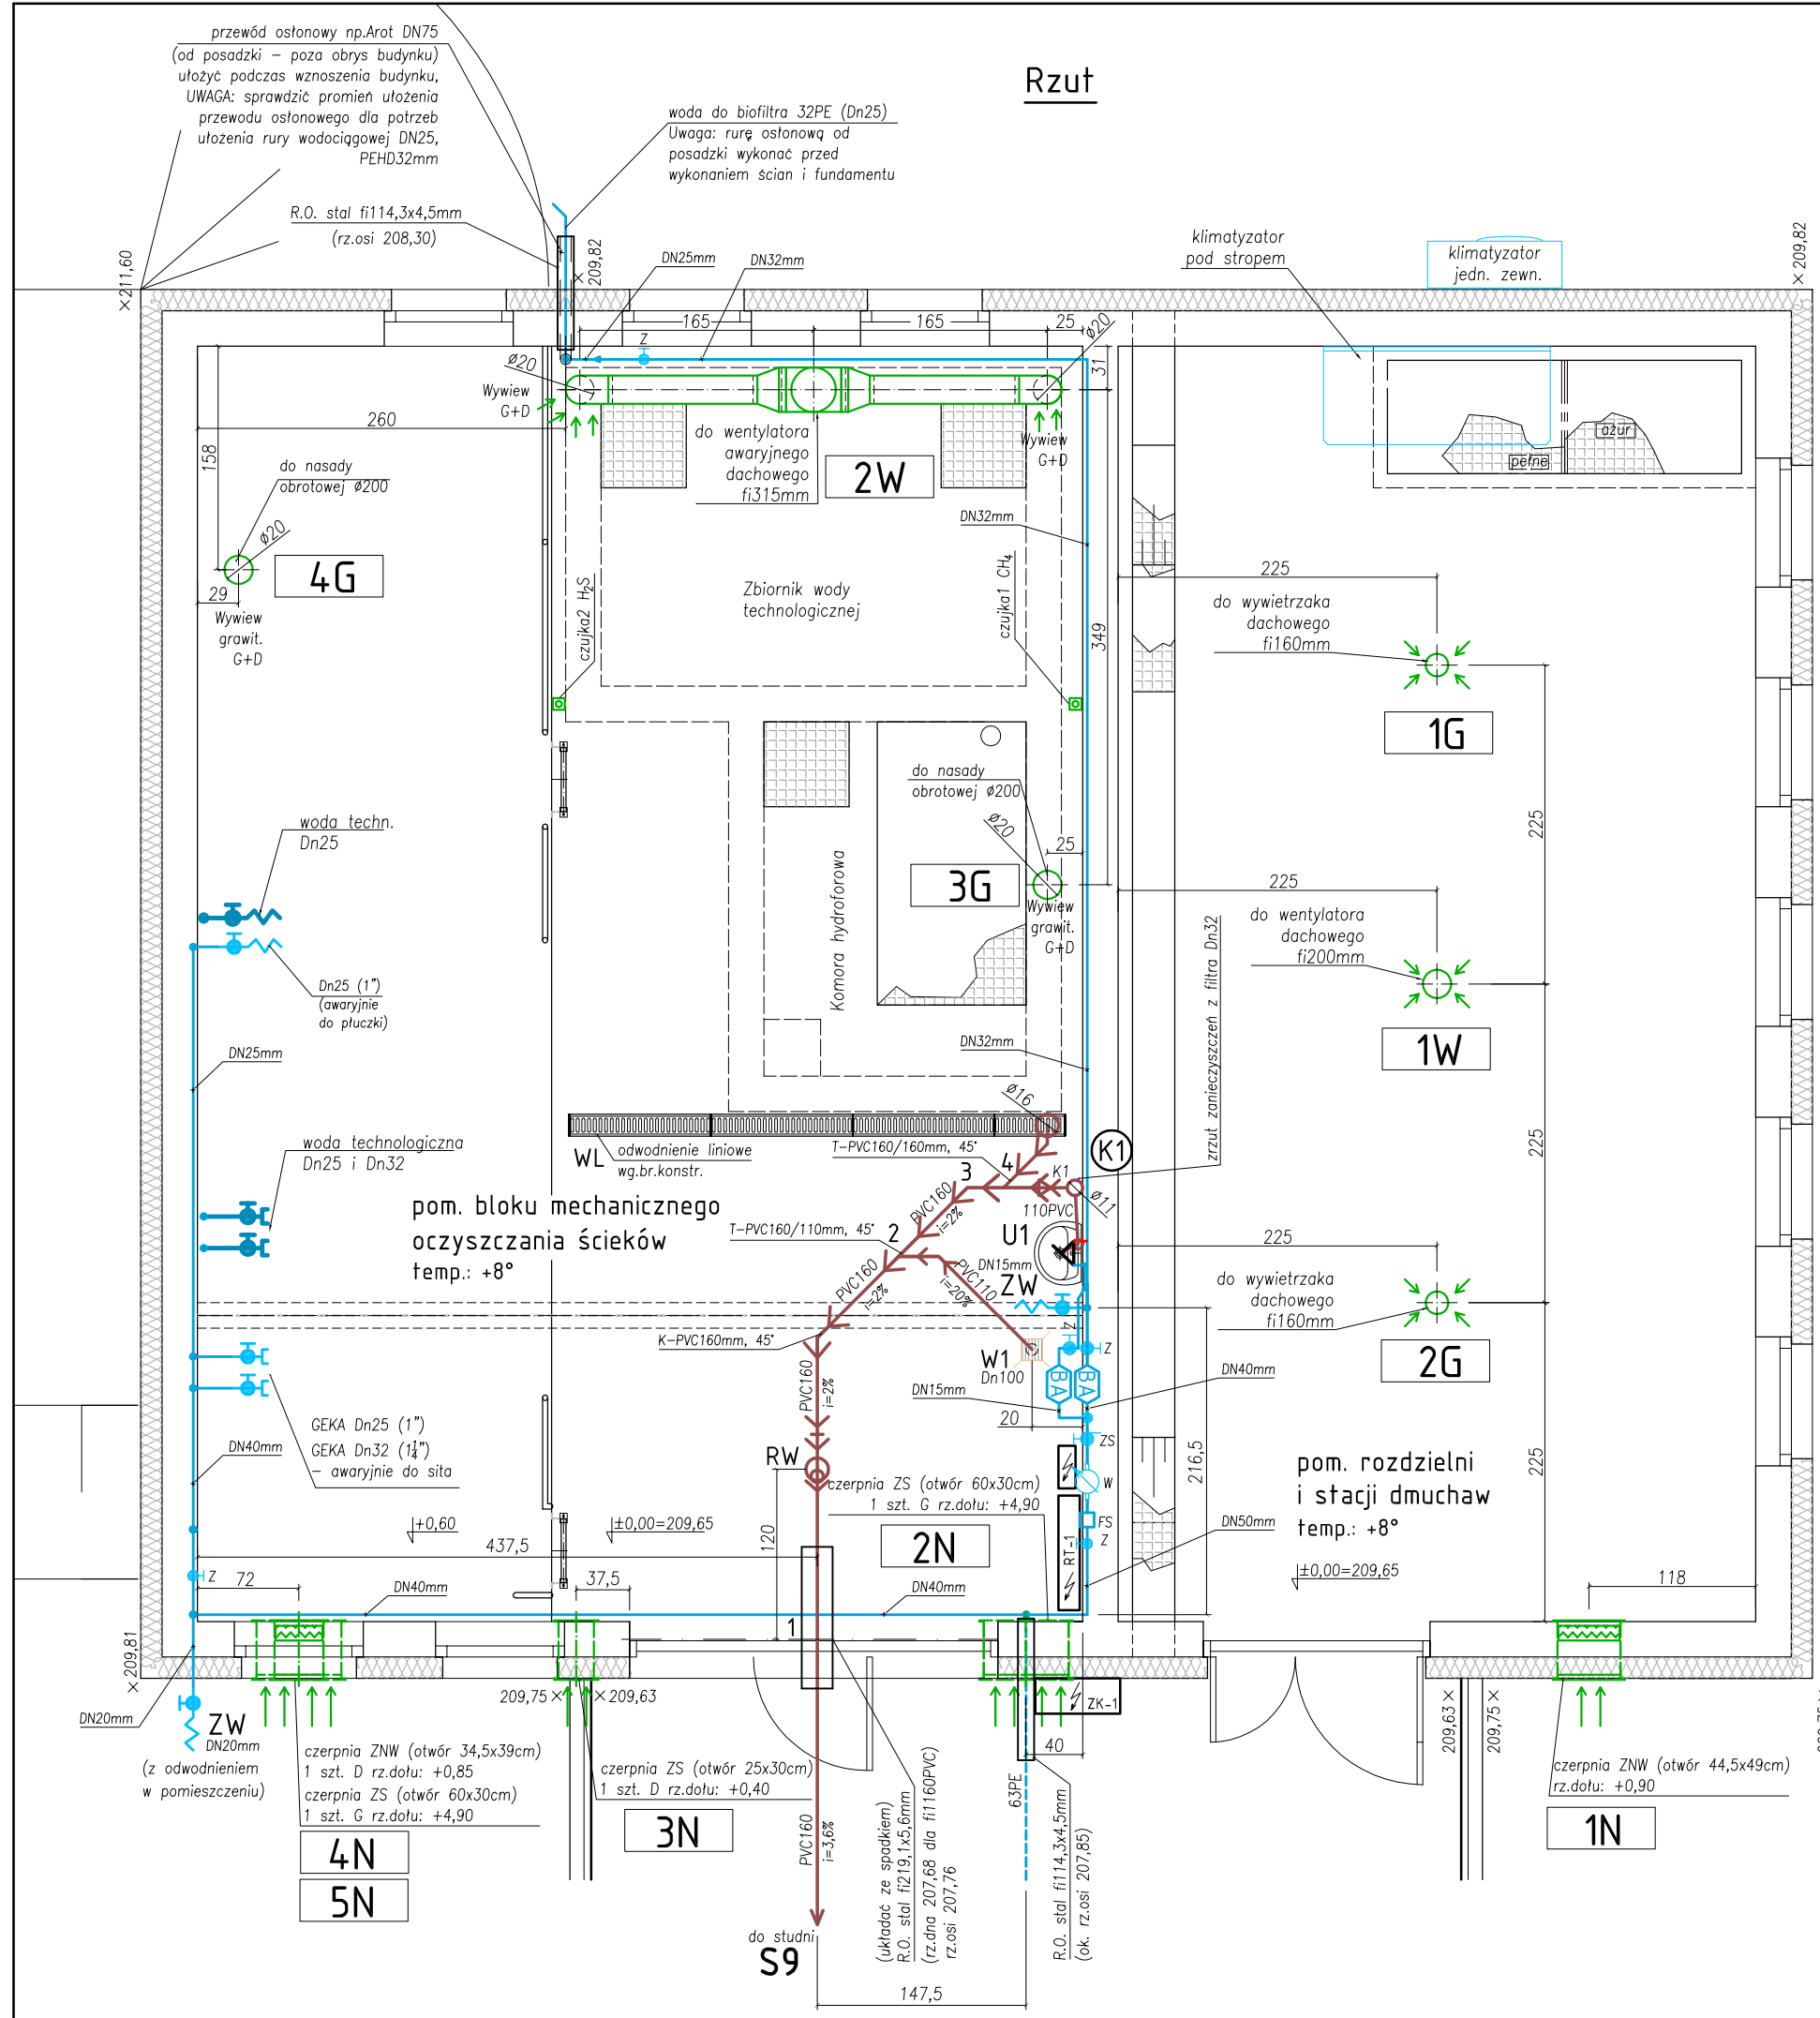 Rzut
przewód osłonowy np.Arot DN75
(od posadzki – poza obrys budynku)
ułożyć podczas wznoszenia budynku,
UWAGA: sprawdzić promień ułożenia
przewodu osłonowego dla potrzeb
ułożenia rury wodociągowej DN25,
PEHD32mm
R.O. stal fi114,3x4,5mm
(rz.osi 208,30)
woda do biofiltra 32PE (Dn25)
Uwaga: rurę osłonową od
posadzki wykonać przed
wykonaniem ścian i fundamentu
×211,60
×209,82
DN25mm
DN32mm
klimatyzator
pod stropem
klimatyzator
jedn. zewn.
×209,82
165
165
25
Z
ø20
ø20
31
Wywiew
G+D
Wywiew
G+D
260
158
do wentylatora
awaryjnego
dachowego
fi315mm
2W
ażur
pełne
do nasady
obrotowej ø200
ø20
4G
29
Wywiew
grawit.
G+D
DN32mm
czujka2 H2S
czujka1 CH4
Zbiornik wody
technologicznej
349
225
do wywietrzaka
dachowego
fi160mm
1G
do nasady
obrotowej ø200
ø20
25
3G
Wywiew
grawit.
G+D
Komora hydroforowa
225
225
do wentylatora
dachowego
fi200mm
1W
woda techn.
Dn25
Dn25 (1")
(awaryjnie
do płuczki)
DN25mm
DN32mm
zrzut zanieczyszczeń z filtra Dn32
ø16
woda technologiczna
Dn25 i Dn32
WL
odwodnienie liniowe
wg.br.konstr.
T-PVC160/160mm, 45°
4
3
K1
K1
ø11
110PVC
225
pom. bloku mechanicznego
oczyszczania ścieków
temp.: +8°
T-PVC160/110mm, 45°
2
PVC160
i=2%
U1
DN15mm
ZW
225
PVC160
i=2%
PVC110
i=20%
do wywietrzaka
dachowego
fi160mm
2G
K-PVC160mm, 45°
Z
Z
W1
Dn100
BA
BA
DN15mm
DN40mm
PVC160
i=2%
20
GEKA Dn25 (1")
GEKA Dn32 (1¼")
– awaryjnie do sita
DN40mm
RW
ZS
W
216,5
225
czerpnia ZS (otwór 60x30cm)
1 szt. G rz.dołu: +4,90
2N
pom. rozdzielni
i stacji dmuchaw
temp.: +8°
+0,60
±0,00=209,65
FS
Z
DN50mm
RT-1
±0,00=209,65
437,5
120
Z
72
37,5
DN40mm
DN40mm
118
1
×209,81
209,75×
×209,63
ZK-1
209,63×
209,75×
DN20mm
ZW
DN20mm
(z odwodnieniem
w pomieszczeniu)
czerpnia ZNW (otwór 34,5x39cm)
1 szt. D rz.dołu: +0,85
czerpnia ZS (otwór 60x30cm)
1 szt. G rz.dołu: +4,90
4N
5N
czerpnia ZS (otwór 25x30cm)
1 szt. D rz.dołu: +0,40
3N
PVC160
i=3,6%
(układać ze spadkiem)
R.O. stal fi219,1x5,6mm
(rz.dna 207,68 dla fi1160PVC)
rz.osi 207,76
63PE
40
R.O. stal fi114,3x4,5mm
(ok. rz.osi 207,85)
czerpnia ZNW (otwór 44,5x49cm)
rz.dołu: +0,90
1N
do studni
S9
147,5